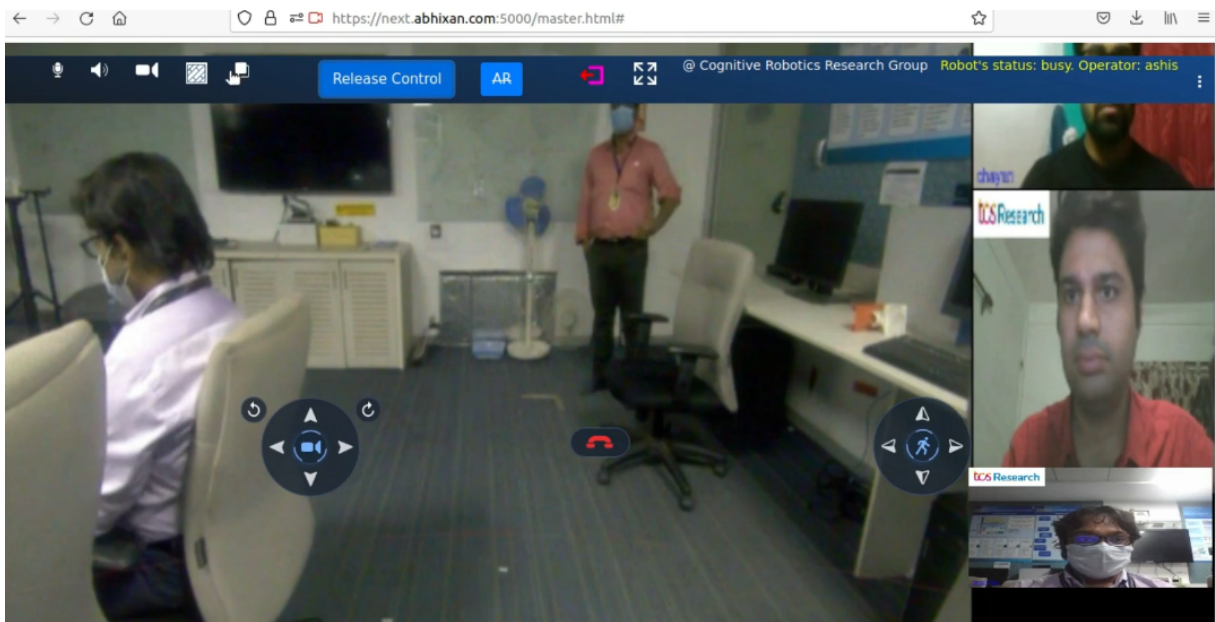 https://next.abhixan.com:5000/master.html#
Release Control
AR
@ Cognitive Robotics Research Group
Robot's status: busy. Operator: ashis
chayan
tcs Research
tcs Research